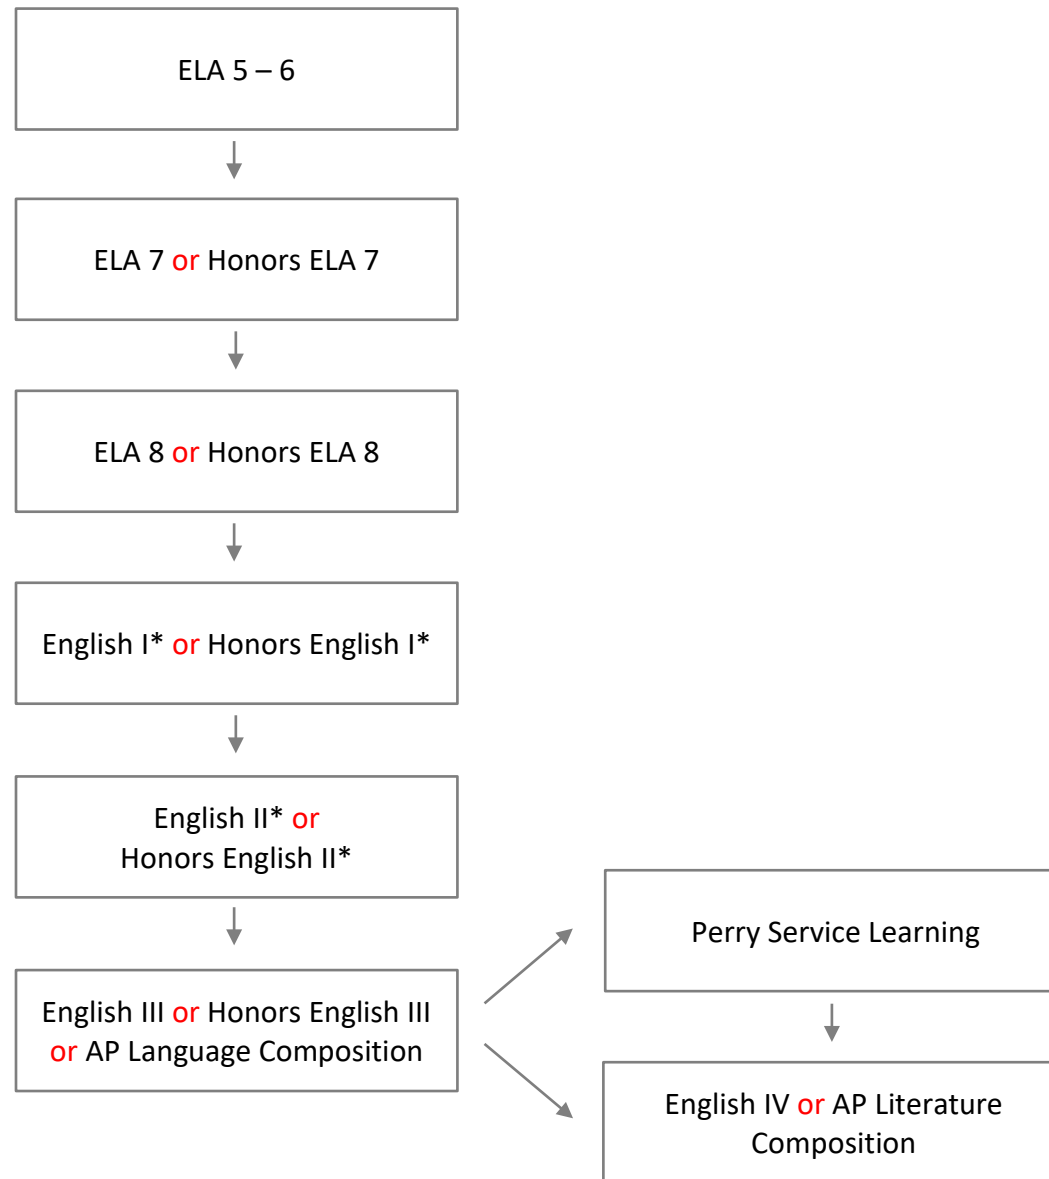 ELA 5 – 6
ELA 7 or Honors ELA 7
ELA 8 or Honors ELA 8
English I* or Honors English I*
English II* or
Honors English II*
English III or Honors English III
or AP Language Composition
Perry Service Learning
English IV or AP Literature
Composition